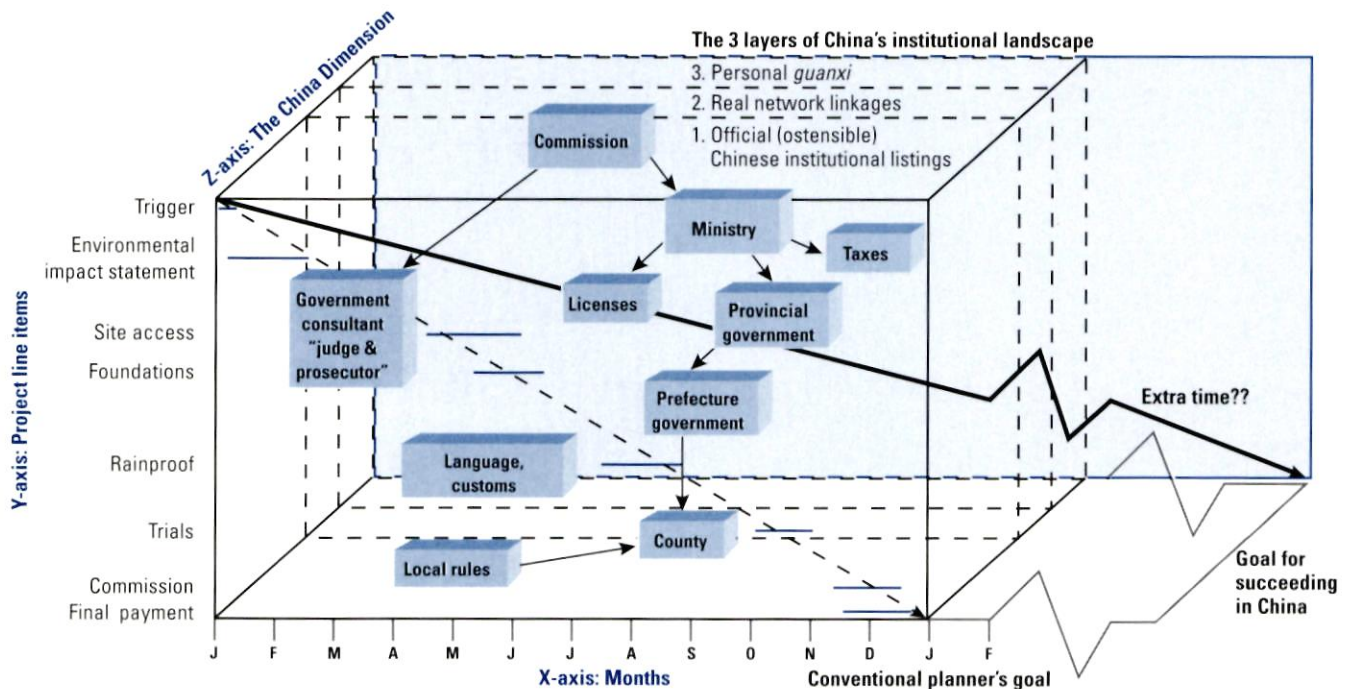 Z-axis: The China Dimension
The 3 layers of China's institutional landscape
3. Personal guanxi
2. Real network linkages
1. Official (ostensible)
Chinese institutional listings
Commission
Ministry
Taxes
Licenses
Provincial
government
Government
consultant
"judge &
prosecutor"
Prefecture
government
Language,
customs
County
Local rules
Extra time??
Goal for
succeeding
in China
Y-axis: Project line items
Trigger
Environmental
impact statement
Site access
Foundations
Rainproof
Trials
Commission
Final payment
J F M A M J J A S O N D J F
X-axis: Months
Conventional planner's goal